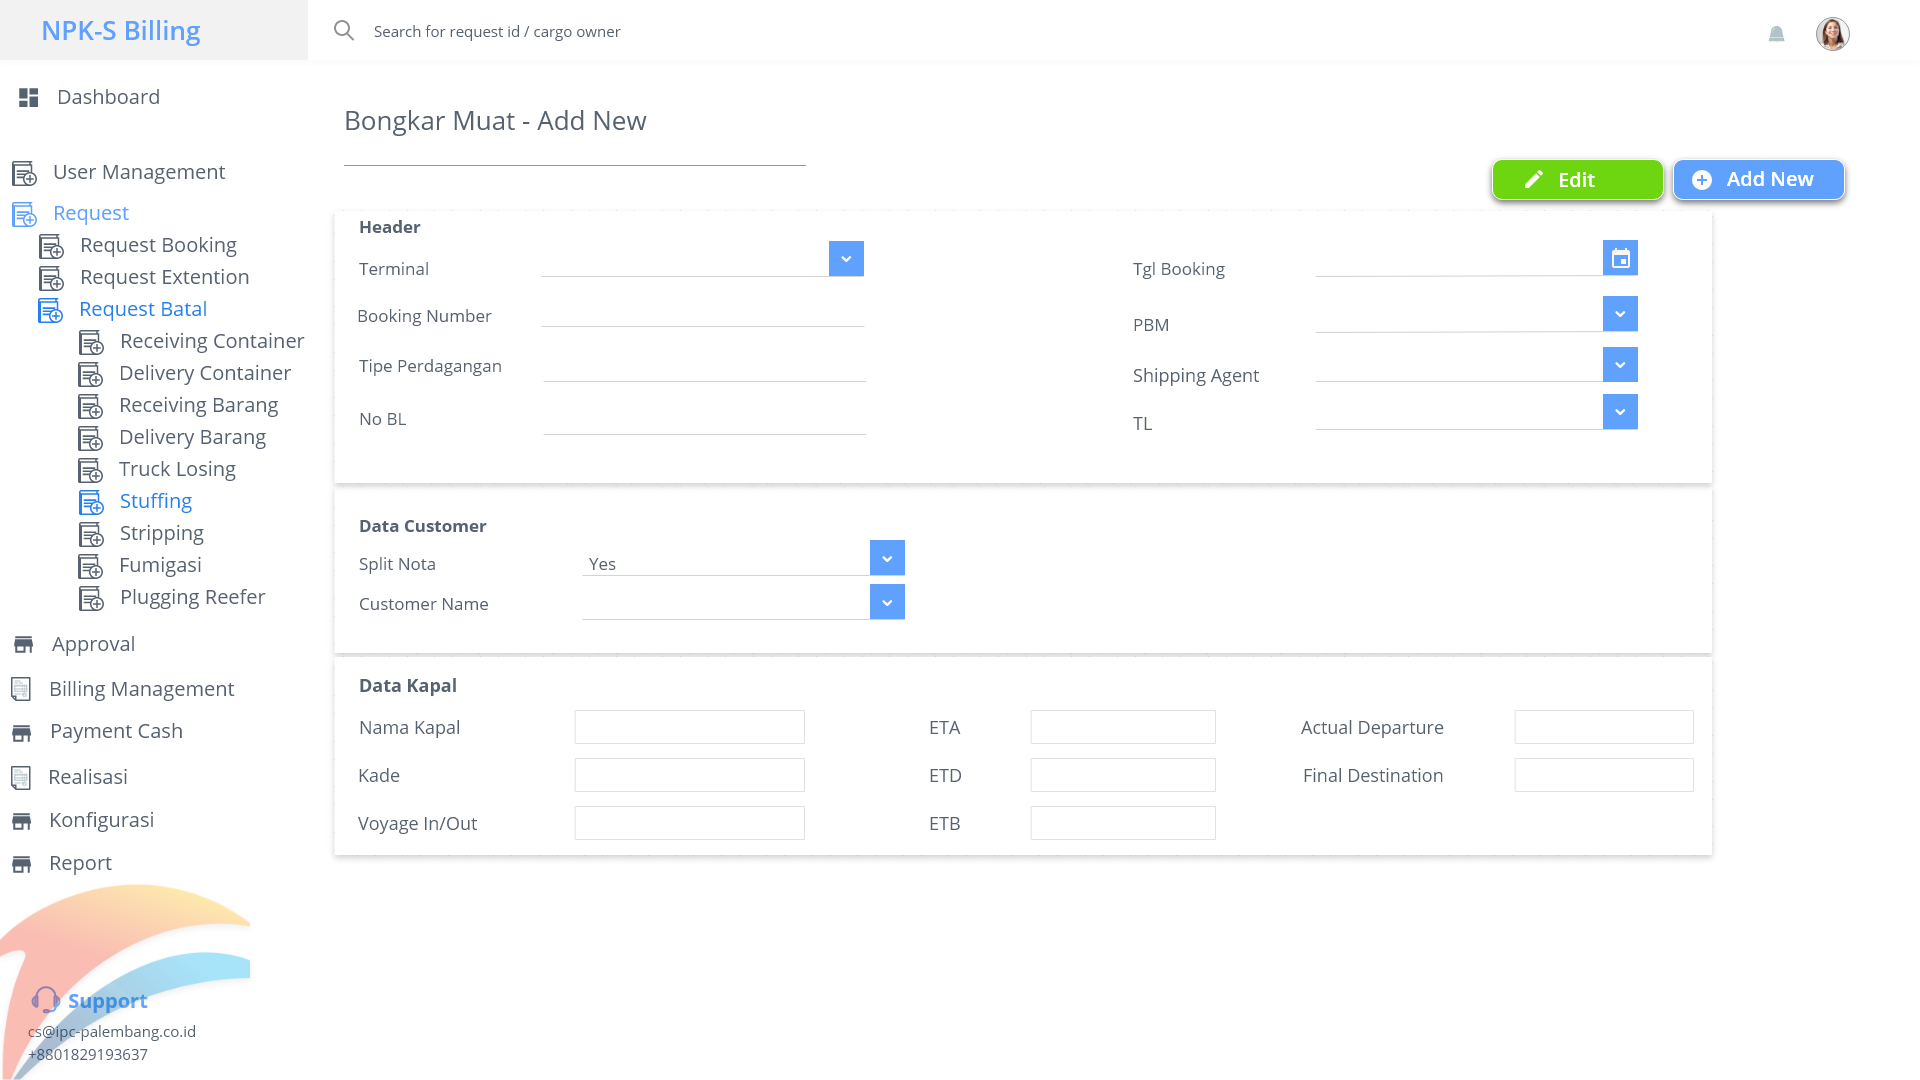 NPK-S Billing
Search for request id / cargo owner
Dashboard
User Management
Request
Request Booking
Request Extention
Request Batal
Receiving Container
Delivery Container
Receiving Barang
Delivery Barang
Truck Losing
Stuffing
Stripping
Fumigasi
Plugging Reefer
Approval
Billing Management
Payment Cash
Realisasi
Konfigurasi
Report
Support
cs@ipc-palembang.co.id
+8801829193637
Bongkar Muat - Add New
Edit
Add New
Header
Terminal
Booking Number
Tipe Perdagangan
No BL
Tgl Booking
PBM
Shipping Agent
TL
Data Customer
Split Nota
Yes
Customer Name
Data Kapal
Nama Kapal
ETA
Actual Departure
Kade
ETD
Final Destination
Voyage In/Out
ETB